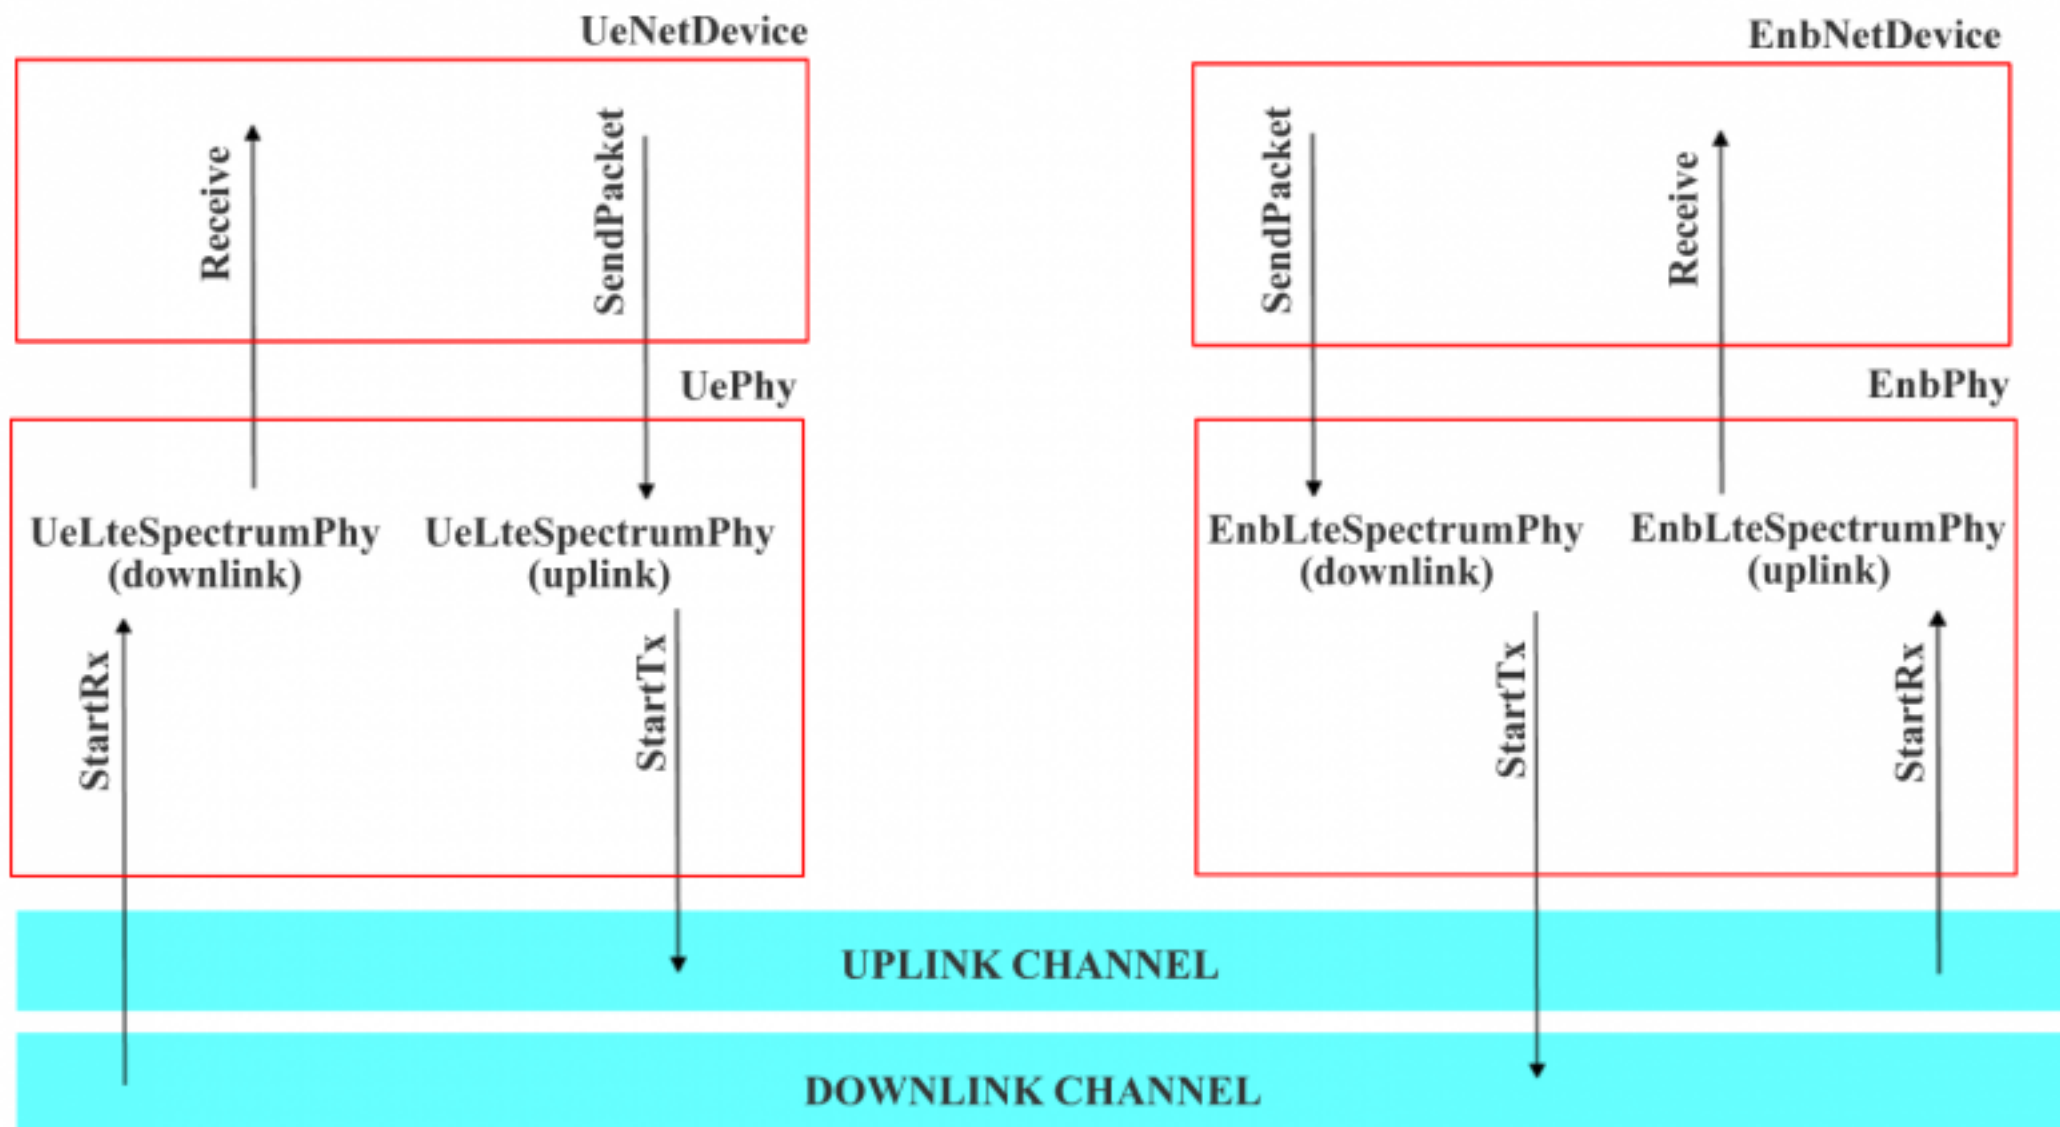 UeNetDevice
EnbNetDevice
Receive
SendPacket
SendPacket
Receive
UePhy
EnbPhy
UeLteSpectrumPhy
(downlink)
UeLteSpectrumPhy
(uplink)
EnbLteSpectrumPhy
(downlink)
EnbLteSpectrumPhy
(uplink)
StartRx
StartTx
StartTx
StartRx
UPLINK CHANNEL
DOWNLINK CHANNEL